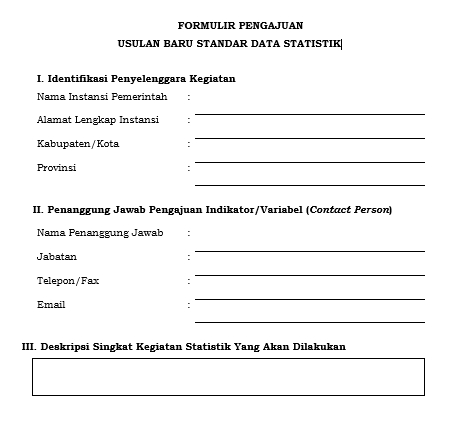 FORMULIR PENGAJUAN
USULAN BARU STANDAR DATA STATISTIK
I. Identifikasi Penyelenggara Kegiatan
Nama Instansi Pemerintah :
Alamat Lengkap Instansi :
Kabupaten/Kota :
Provinsi :
II. Penanggung Jawab Pengajuan Indikator/Variabel (Contact Person)
Nama Penanggung Jawab :
Jabatan :
Telepon/Fax :
Email :
III. Deskripsi Singkat Kegiatan Statistik Yang Akan Dilakukan